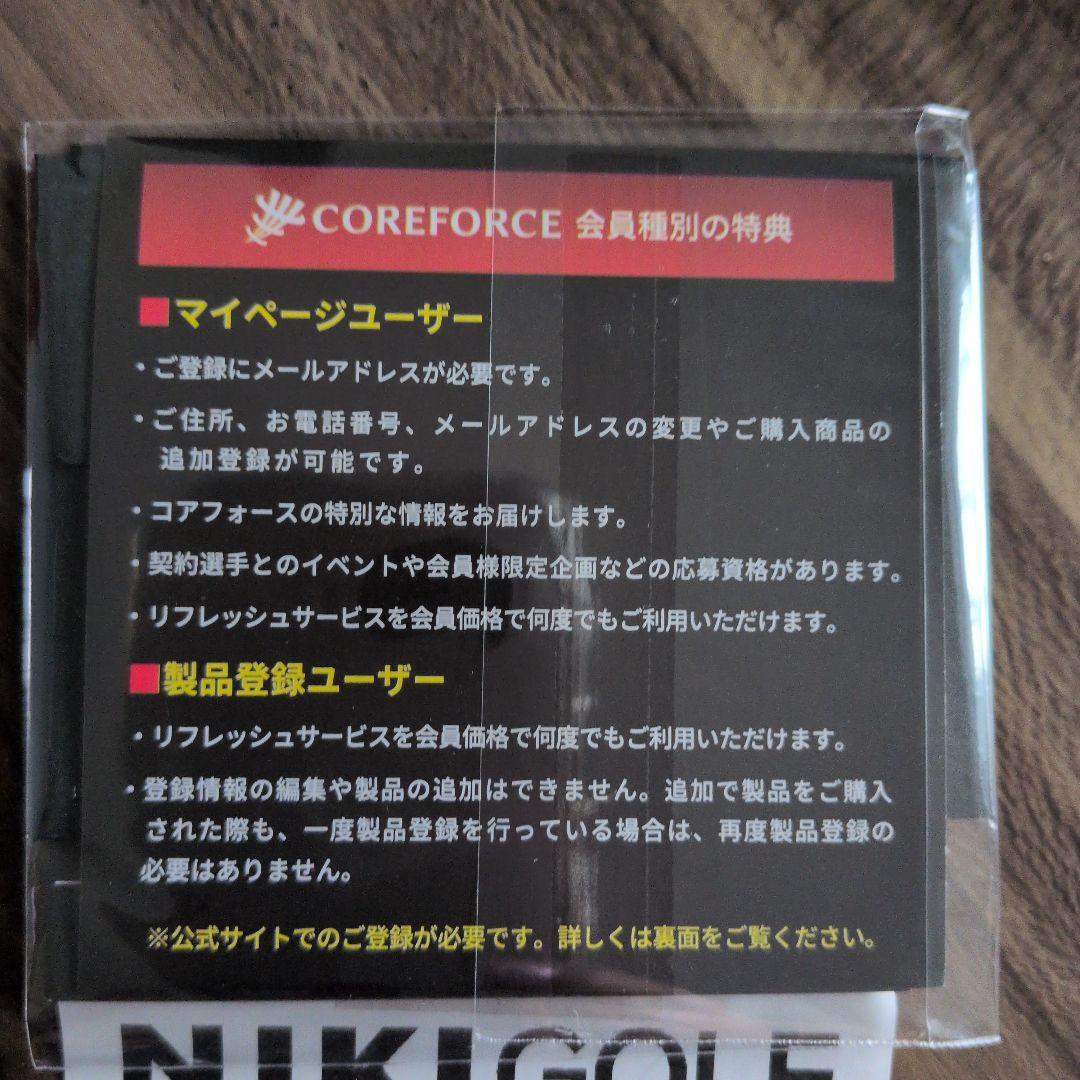 COREFORCE 会員種別の特典
■マイページユーザー
・ご登録にメールアドレスが必要です。
・ご住所、お電話番号、メールアドレスの変更やご購入商品の
追加登録が可能です。
・コアフォースの特別な情報をお届けします。
・契約選手とのイベントや会員様限定企画などの応募資格があります。
・リフレッシュサービスを会員価格で何度でもご利用いただけます。
■製品登録ユーザー
・リフレッシュサービスを会員価格で何度でもご利用いただけます。
・登録情報の編集や製品の追加はできません。追加で製品をご購入
された際も、一度製品登録を行っている場合は、再度製品登録の
必要はありません。
※公式サイトでのご登録が必要です。詳しくは裏面をご覧ください。
NIKI GOLF